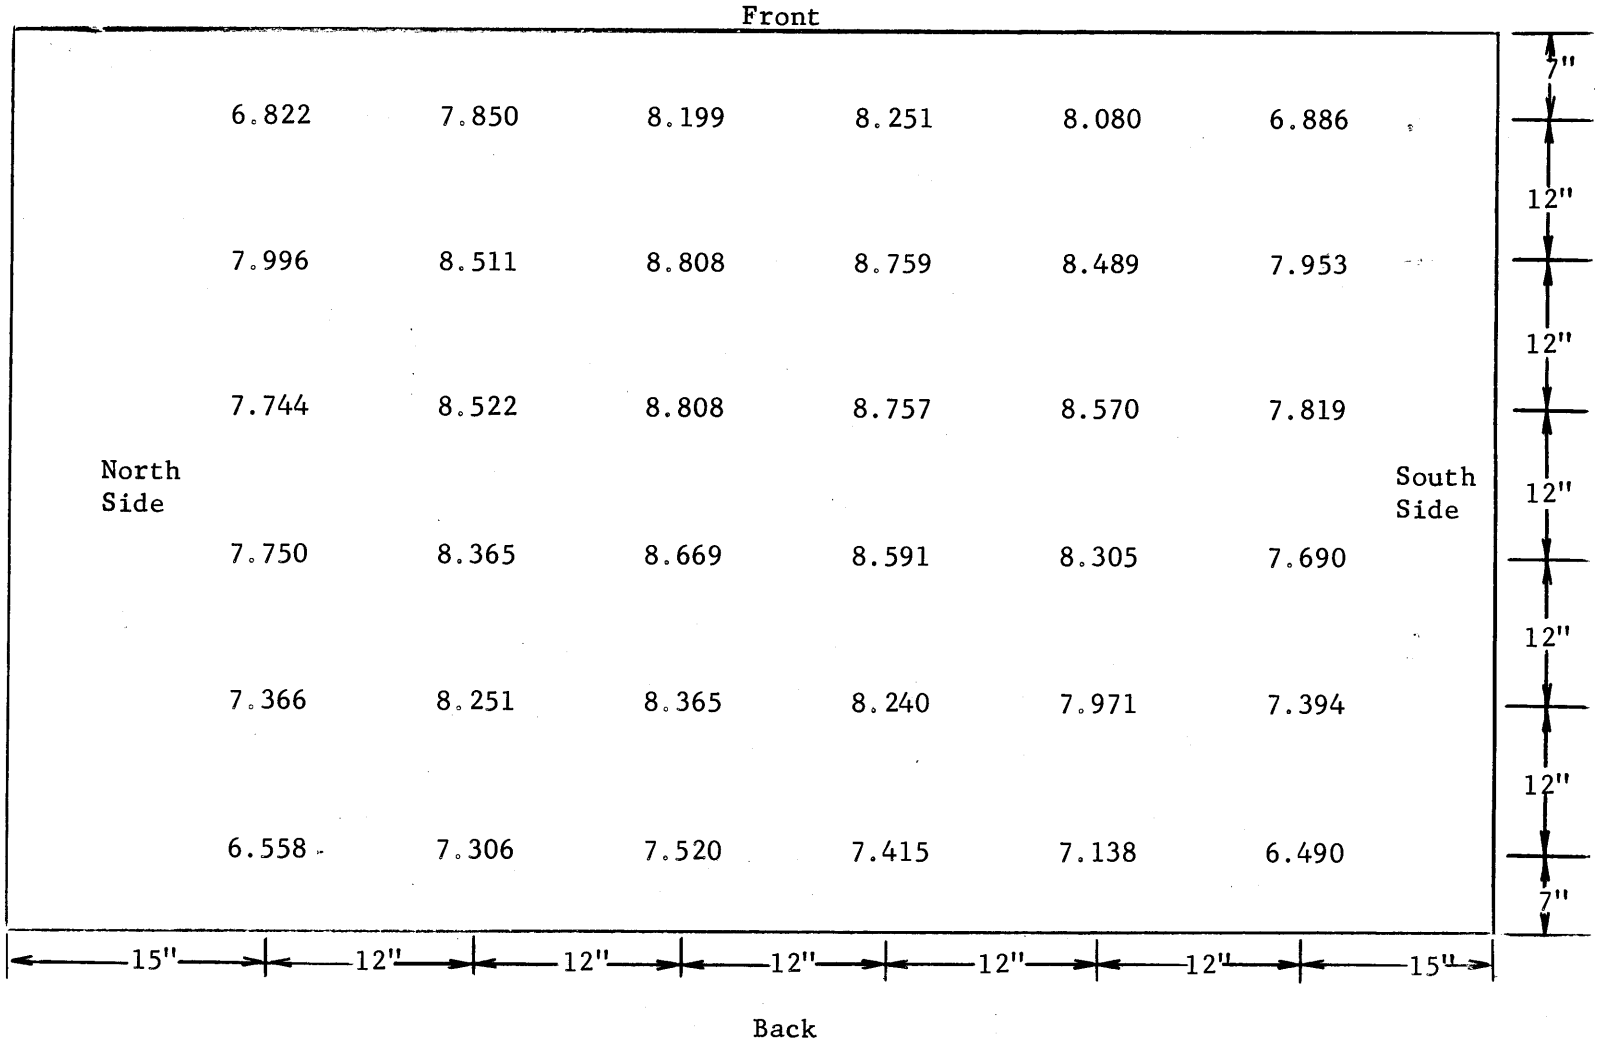 Front
7"
6.822 7.850 8.199 8.251 8.080 6.886
12"
7.996 8.511 8.808 8.759 8.489 7.953
12"
7.744 8.522 8.808 8.757 8.570 7.819
North
Side
South
Side
12"
7.750 8.365 8.669 8.591 8.305 7.690
12"
7.366 8.251 8.365 8.240 7.971 7.394
12"
6.558 7.306 7.520 7.415 7.138 6.490
7"
15" 12" 12" 12" 12" 12" 15"
Back